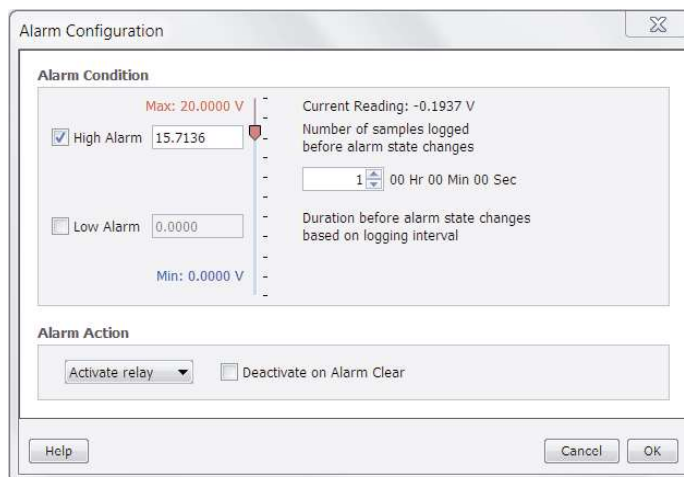 Alarm Configuration
Alarm Condition
Max: 20.0000 V
High Alarm 15.7136
Low Alarm 0.0000
Min: 0.0000 V
Current Reading: -0.1937 V
Number of samples logged
before alarm state changes
1 00 Hr 00 Min 00 Sec
Duration before alarm state changes
based on logging interval
Alarm Action
Activate relay
Deactivate on Alarm Clear
Help
Cancel
OK